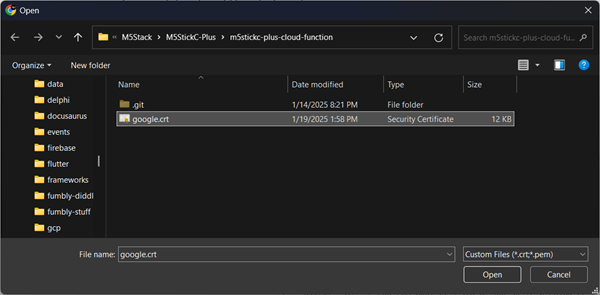 Open
« M5Stack > M5StickC-Plus > m5stickc-plus-cloud-function
Search m5stickc-plus-cloud-fu...
Organize New folder
Name Date modified Type Size
data
delphi
docusaurus
events
firebase
flutter
frameworks
fumbly-diddl
fumbly-stuff
gcp
.git 1/14/2025 8:21 PM File folder
google.crt 1/19/2025 1:58 PM Security Certificate 12 KB
File name: google.crt Custom Files (*.crt;*.pem)
Open Cancel